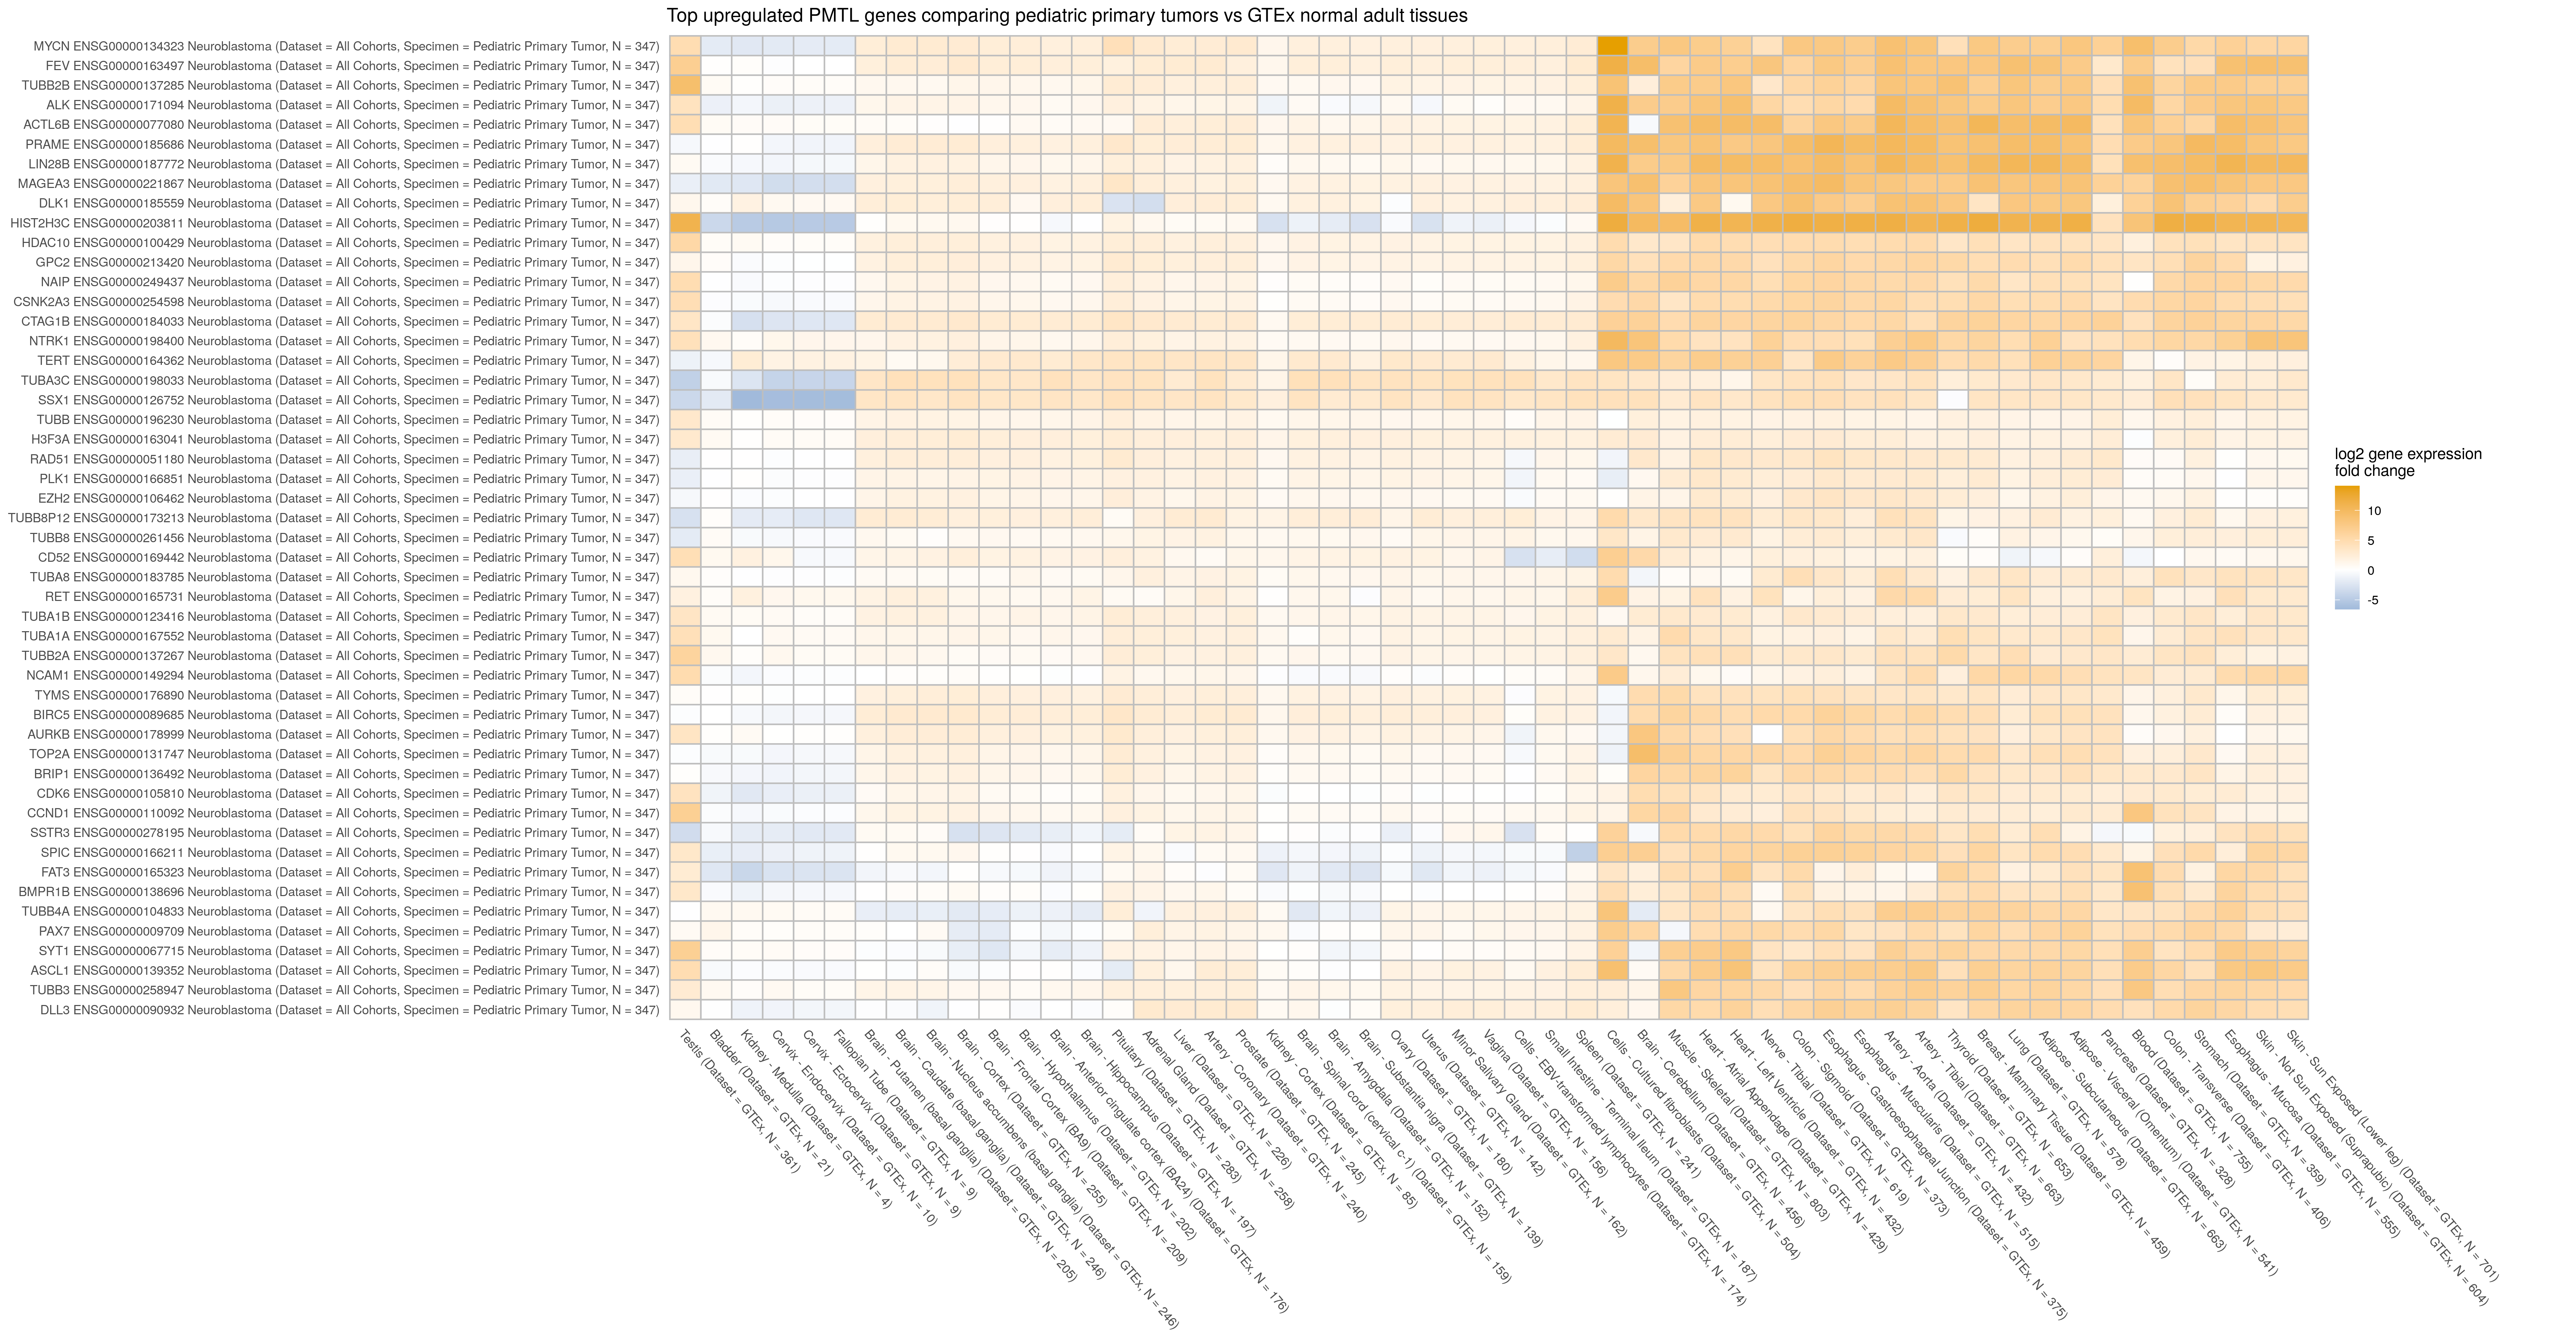 Top upregulated PMTL genes comparing pediatric primary tumors vs GTEx normal adult tissues
MYCN ENSG00000134323 Neuroblastoma (Dataset = All Cohorts, Specimen = Pediatric Primary Tumor, N = 347)
FEV ENSG00000163497 Neuroblastoma (Dataset = All Cohorts, Specimen = Pediatric Primary Tumor, N = 347)
TUBB2B ENSG00000137285 Neuroblastoma (Dataset = All Cohorts, Specimen = Pediatric Primary Tumor, N = 347)
ALK ENSG00000171094 Neuroblastoma (Dataset = All Cohorts, Specimen = Pediatric Primary Tumor, N = 347)
ACTL6B ENSG00000077080 Neuroblastoma (Dataset = All Cohorts, Specimen = Pediatric Primary Tumor, N = 347)
PRAME ENSG00000185686 Neuroblastoma (Dataset = All Cohorts, Specimen = Pediatric Primary Tumor, N = 347)
LIN28B ENSG00000187772 Neuroblastoma (Dataset = All Cohorts, Specimen = Pediatric Primary Tumor, N = 347)
MAGEA3 ENSG00000221867 Neuroblastoma (Dataset = All Cohorts, Specimen = Pediatric Primary Tumor, N = 347)
DLK1 ENSG00000185559 Neuroblastoma (Dataset = All Cohorts, Specimen = Pediatric Primary Tumor, N = 347)
HIST2H3C ENSG00000203811 Neuroblastoma (Dataset = All Cohorts, Specimen = Pediatric Primary Tumor, N = 347)
HDAC10 ENSG00000100429 Neuroblastoma (Dataset = All Cohorts, Specimen = Pediatric Primary Tumor, N = 347)
GPC2 ENSG00000213420 Neuroblastoma (Dataset = All Cohorts, Specimen = Pediatric Primary Tumor, N = 347)
NAIP ENSG00000249437 Neuroblastoma (Dataset = All Cohorts, Specimen = Pediatric Primary Tumor, N = 347)
CSNK2A3 ENSG00000254598 Neuroblastoma (Dataset = All Cohorts, Specimen = Pediatric Primary Tumor, N = 347)
CTAG1B ENSG00000184033 Neuroblastoma (Dataset = All Cohorts, Specimen = Pediatric Primary Tumor, N = 347)
NTRK1 ENSG00000198400 Neuroblastoma (Dataset = All Cohorts, Specimen = Pediatric Primary Tumor, N = 347)
TERT ENSG00000164362 Neuroblastoma (Dataset = All Cohorts, Specimen = Pediatric Primary Tumor, N = 347)
TUBA3C ENSG00000198033 Neuroblastoma (Dataset = All Cohorts, Specimen = Pediatric Primary Tumor, N = 347)
SSX1 ENSG00000126752 Neuroblastoma (Dataset = All Cohorts, Specimen = Pediatric Primary Tumor, N = 347)
TUBB ENSG00000196230 Neuroblastoma (Dataset = All Cohorts, Specimen = Pediatric Primary Tumor, N = 347)
H3F3A ENSG00000163041 Neuroblastoma (Dataset = All Cohorts, Specimen = Pediatric Primary Tumor, N = 347)
RAD51 ENSG00000051180 Neuroblastoma (Dataset = All Cohorts, Specimen = Pediatric Primary Tumor, N = 347)
PLK1 ENSG00000166851 Neuroblastoma (Dataset = All Cohorts, Specimen = Pediatric Primary Tumor, N = 347)
EZH2 ENSG00000106462 Neuroblastoma (Dataset = All Cohorts, Specimen = Pediatric Primary Tumor, N = 347)
TUBB8P12 ENSG00000173213 Neuroblastoma (Dataset = All Cohorts, Specimen = Pediatric Primary Tumor, N = 347)
TUBB8 ENSG00000261456 Neuroblastoma (Dataset = All Cohorts, Specimen = Pediatric Primary Tumor, N = 347)
CD52 ENSG00000169442 Neuroblastoma (Dataset = All Cohorts, Specimen = Pediatric Primary Tumor, N = 347)
TUBA8 ENSG00000183785 Neuroblastoma (Dataset = All Cohorts, Specimen = Pediatric Primary Tumor, N = 347)
RET ENSG00000165731 Neuroblastoma (Dataset = All Cohorts, Specimen = Pediatric Primary Tumor, N = 347)
TUBA1B ENSG00000123416 Neuroblastoma (Dataset = All Cohorts, Specimen = Pediatric Primary Tumor, N = 347)
TUBA1A ENSG00000167552 Neuroblastoma (Dataset = All Cohorts, Specimen = Pediatric Primary Tumor, N = 347)
TUBB2A ENSG00000137267 Neuroblastoma (Dataset = All Cohorts, Specimen = Pediatric Primary Tumor, N = 347)
NCAM1 ENSG00000149294 Neuroblastoma (Dataset = All Cohorts, Specimen = Pediatric Primary Tumor, N = 347)
TYMS ENSG00000176890 Neuroblastoma (Dataset = All Cohorts, Specimen = Pediatric Primary Tumor, N = 347)
BIRC5 ENSG00000089685 Neuroblastoma (Dataset = All Cohorts, Specimen = Pediatric Primary Tumor, N = 347)
AURKB ENSG00000178999 Neuroblastoma (Dataset = All Cohorts, Specimen = Pediatric Primary Tumor, N = 347)
TOP2A ENSG00000131747 Neuroblastoma (Dataset = All Cohorts, Specimen = Pediatric Primary Tumor, N = 347)
BRIP1 ENSG00000136492 Neuroblastoma (Dataset = All Cohorts, Specimen = Pediatric Primary Tumor, N = 347)
CDK6 ENSG00000105810 Neuroblastoma (Dataset = All Cohorts, Specimen = Pediatric Primary Tumor, N = 347)
CCND1 ENSG00000110092 Neuroblastoma (Dataset = All Cohorts, Specimen = Pediatric Primary Tumor, N = 347)
SSTR3 ENSG00000278195 Neuroblastoma (Dataset = All Cohorts, Specimen = Pediatric Primary Tumor, N = 347)
SPIC ENSG00000166211 Neuroblastoma (Dataset = All Cohorts, Specimen = Pediatric Primary Tumor, N = 347)
FAT3 ENSG00000165323 Neuroblastoma (Dataset = All Cohorts, Specimen = Pediatric Primary Tumor, N = 347)
BMPR1B ENSG00000138696 Neuroblastoma (Dataset = All Cohorts, Specimen = Pediatric Primary Tumor, N = 347)
TUBB4A ENSG00000104833 Neuroblastoma (Dataset = All Cohorts, Specimen = Pediatric Primary Tumor, N = 347)
PAX7 ENSG00000009709 Neuroblastoma (Dataset = All Cohorts, Specimen = Pediatric Primary Tumor, N = 347)
SYT1 ENSG00000067715 Neuroblastoma (Dataset = All Cohorts, Specimen = Pediatric Primary Tumor, N = 347)
ASCL1 ENSG00000139352 Neuroblastoma (Dataset = All Cohorts, Specimen = Pediatric Primary Tumor, N = 347)
TUBB3 ENSG00000258947 Neuroblastoma (Dataset = All Cohorts, Specimen = Pediatric Primary Tumor, N = 347)
DLL3 ENSG00000090932 Neuroblastoma (Dataset = All Cohorts, Specimen = Pediatric Primary Tumor, N = 347)
Testis (Dataset = GTEx, N = 361)
Bladder (Dataset = GTEx, N = 21)
Kidney - Medulla (Dataset = GTEx, N = 4)
Cervix - Endocervix (Dataset = GTEx, N = 10)
Cervix - Ectocervix (Dataset = GTEx, N = 9)
Fallopian Tube (Dataset = GTEx, N = 9)
Brain - Putamen (basal ganglia) (Dataset = GTEx, N = 205)
Brain - Caudate (basal ganglia) (Dataset = GTEx, N = 246)
Brain - Nucleus accumbens (basal ganglia) (Dataset = GTEx, N = 246)
Brain - Cortex (Dataset = GTEx, N = 255)
Brain - Frontal Cortex (BA9) (Dataset = GTEx, N = 209)
Brain - Hypothalamus (Dataset = GTEx, N = 202)
Brain - Anterior cingulate cortex (BA24) (Dataset = GTEx, N = 176)
Brain - Hippocampus (Dataset = GTEx, N = 197)
Pituitary (Dataset = GTEx, N = 283)
Adrenal Gland (Dataset = GTEx, N = 258)
Liver (Dataset = GTEx, N = 226)
Artery - Coronary (Dataset = GTEx, N = 240)
Prostate (Dataset = GTEx, N = 245)
Kidney - Cortex (Dataset = GTEx, N = 85)
Brain - Spinal cord (cervical c-1) (Dataset = GTEx, N = 159)
Brain - Amygdala (Dataset = GTEx, N = 152)
Brain - Substantia nigra (Dataset = GTEx, N = 139)
Ovary (Dataset = GTEx, N = 180)
Uterus (Dataset = GTEx, N = 142)
Minor Salivary Gland (Dataset = GTEx, N = 162)
Vagina (Dataset = GTEx, N = 156)
Cells - EBV-transformed lymphocytes (Dataset = GTEx, N = 174)
Small Intestine - Terminal Ileum (Dataset = GTEx, N = 187)
Spleen (Dataset = GTEx, N = 241)
Cells - Cultured fibroblasts (Dataset = GTEx, N = 504)
Brain - Cerebellum (Dataset = GTEx, N = 456)
Muscle - Skeletal (Dataset = GTEx, N = 803)
Heart - Atrial Appendage (Dataset = GTEx, N = 429)
Heart - Left Ventricle (Dataset = GTEx, N = 432)
Nerve - Tibial (Dataset = GTEx, N = 619)
Colon - Sigmoid (Dataset = GTEx, N = 373)
Esophagus - Gastroesophageal Junction (Dataset = GTEx, N = 375)
Esophagus - Muscularis (Dataset = GTEx, N = 515)
Artery - Aorta (Dataset = GTEx, N = 432)
Artery - Tibial (Dataset = GTEx, N = 663)
Thyroid (Dataset = GTEx, N = 653)
Breast - Mammary Tissue (Dataset = GTEx, N = 459)
Lung (Dataset = GTEx, N = 578)
Adipose - Subcutaneous (Dataset = GTEx, N = 663)
Adipose - Visceral (Omentum) (Dataset = GTEx, N = 541)
Pancreas (Dataset = GTEx, N = 328)
Blood (Dataset = GTEx, N = 755)
Colon - Transverse (Dataset = GTEx, N = 406)
Stomach (Dataset = GTEx, N = 359)
Esophagus - Mucosa (Dataset = GTEx, N = 555)
Skin - Not Sun Exposed (Suprapubic) (Dataset = GTEx, N = 604)
Skin - Sun Exposed (Lower leg) (Dataset = GTEx, N = 701)
log2 gene expression
fold change
10
5
0
-5